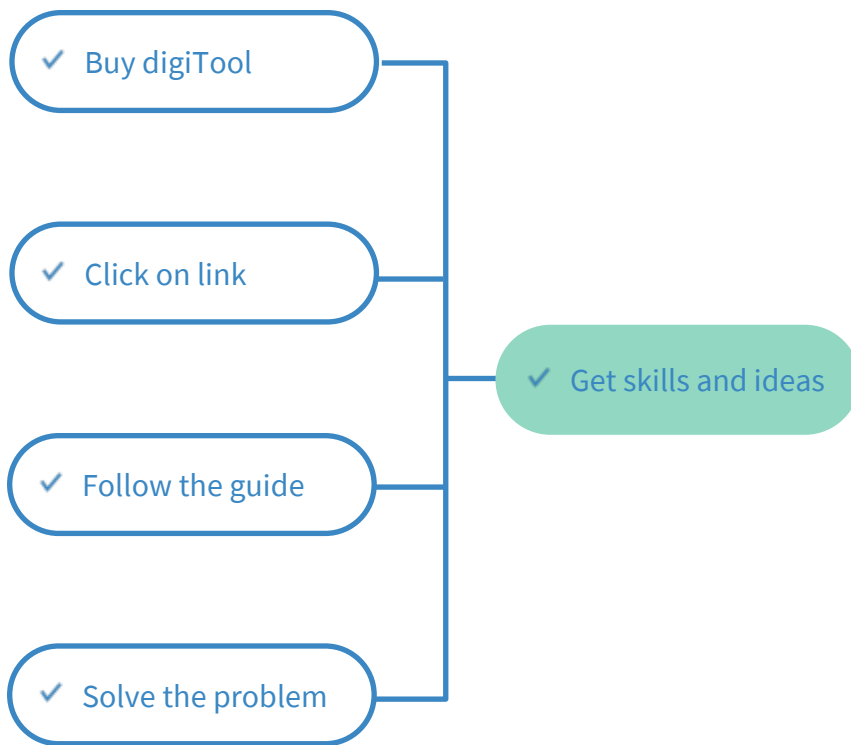 Buy digiTool
Click on link
Get skills and ideas
Follow the guide
Solve the problem